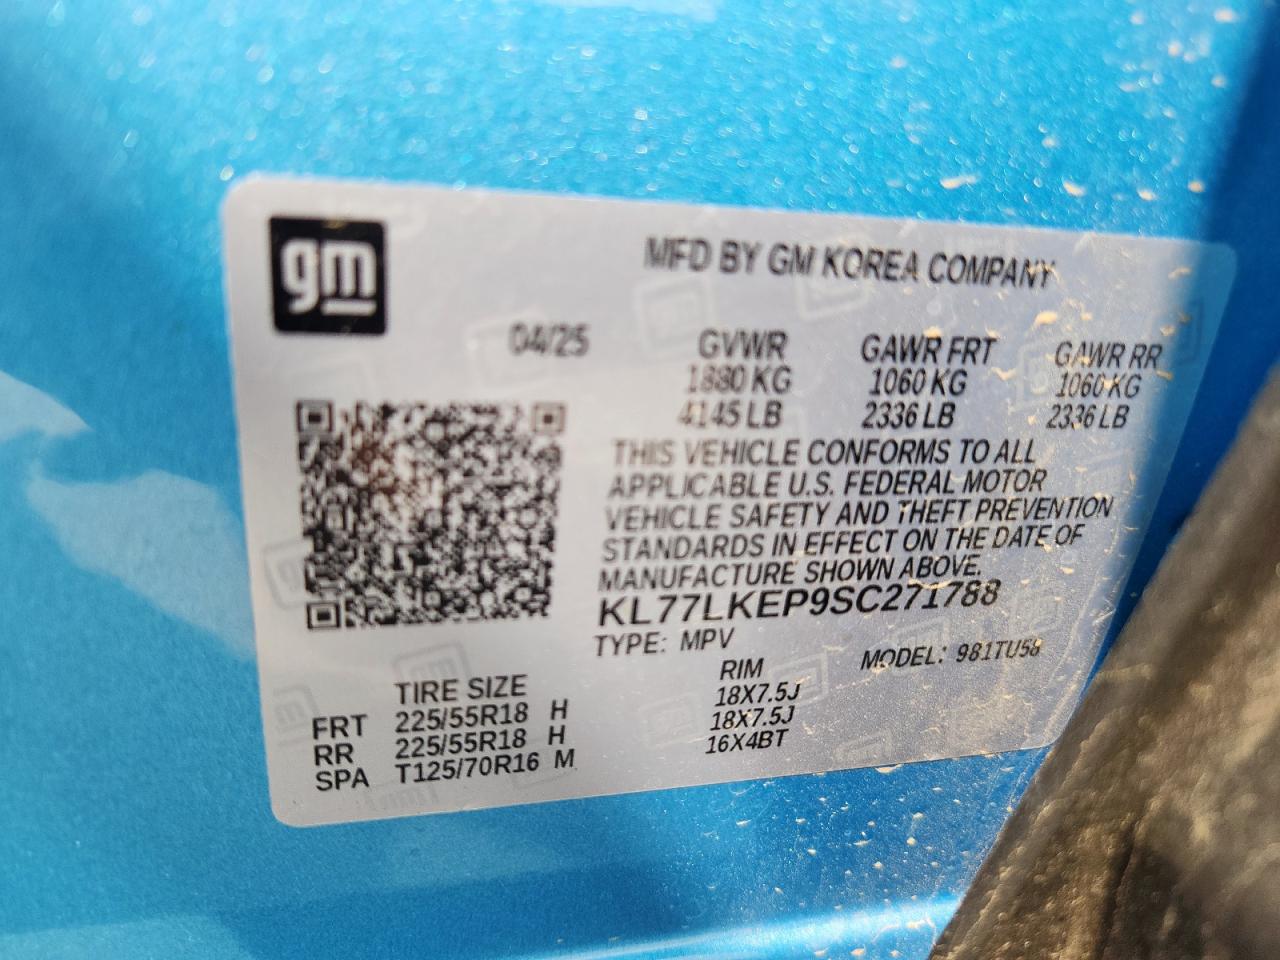 gm
MFD BY GM KOREA COMPANY
04/25
GVWR GAWR FRT GAWR RR
1880 KG 1060 KG 1060 KG
4145 LB 2336 LB 2336 LB
THIS VEHICLE CONFORMS TO ALL
APPLICABLE U.S. FEDERAL MOTOR
VEHICLE SAFETY AND THEFT PREVENTION
STANDARDS IN EFFECT ON THE DATE OF
MANUFACTURE SHOWN ABOVE.
KL77LKEP9SC271788
TYPE: MPV MODEL: 981TU58
TIRE SIZE RIM
FRT 225/55R18 H 18X7.5J
RR 225/55R18 H 18X7.5J
SPA T125/70R16 M 16X4BT